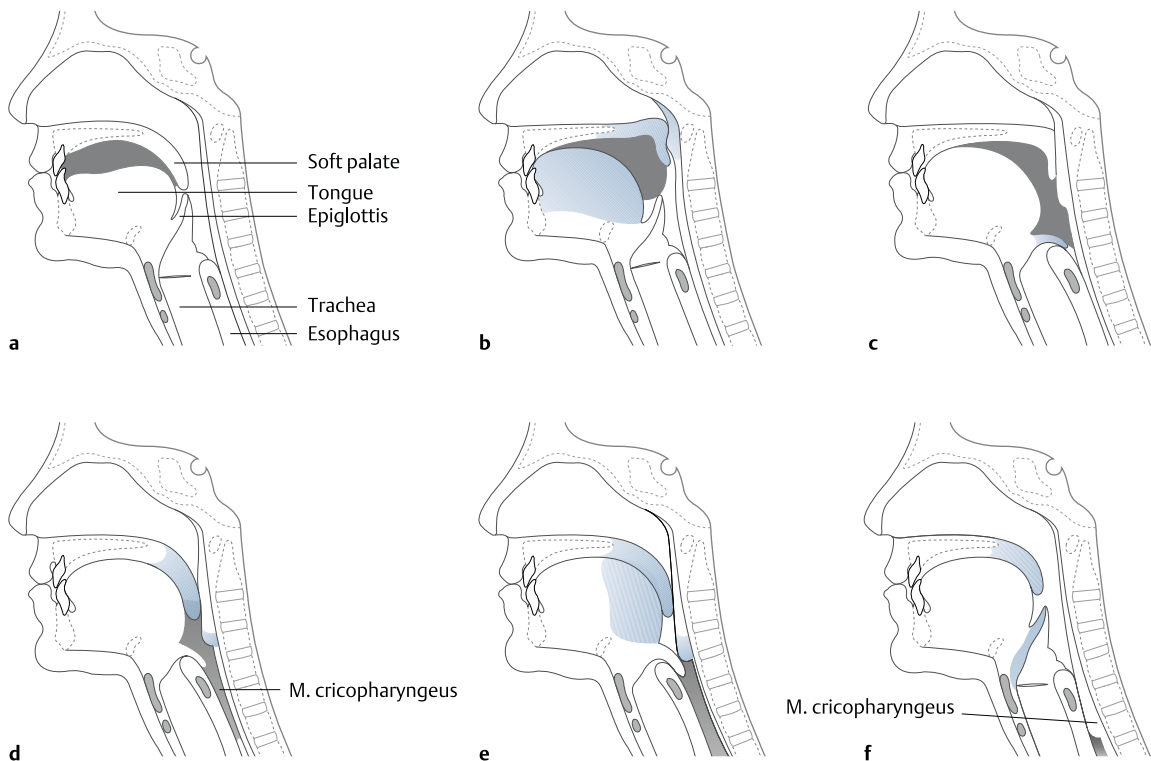 Soft palate
Tongue
Epiglottis
Trachea
Esophagus
a
b
c
M. cricopharyngeus
M. cricopharyngeus
d
e
f